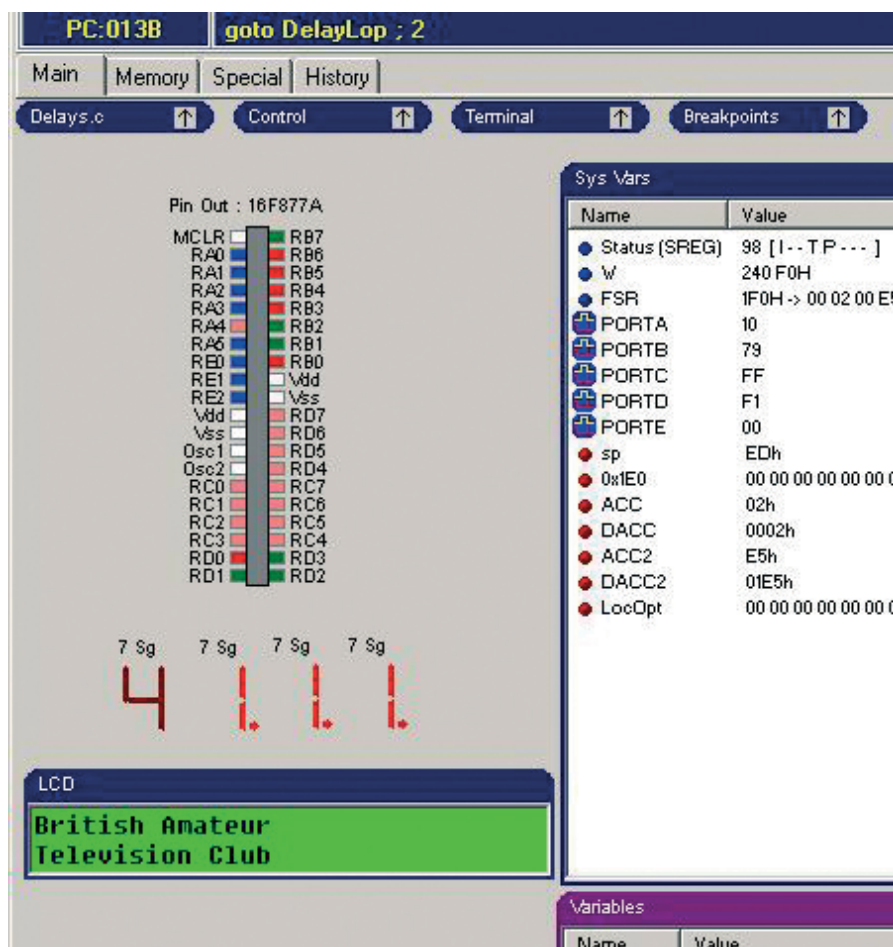 PC:013B goto DelayLop ; 2
Main Memory Special History
Delays.c Control Terminal Breakpoints
Pin Out : 16F877A
MCLR RB7
RA0 RB6
RA1 RB5
RA2 RB4
RA3 RB3
RA4 RB2
RA5 RB1
RE0 RB0
RE1 Vdd
RE2 Vss
Vdd RD7
Vss RD6
Osc1 RD5
Osc2 RD4
RC0 RC7
RC1 RC6
RC2 RC5
RC3 RC4
RD0 RD3
RD1 RD2
7 Sg 7 Sg 7 Sg 7 Sg
4 1. 1. 1.
LCD
British Amateur
Television Club
Sys Vars
Name Value
Status (SREG) 98 [ I - - T P - - - ]
W 240 F0H
FSR 1F0H -> 00 02 00 E5
PORTA 10
PORTB 79
PORTC FF
PORTD F1
PORTE 00
sp EDh
0x1E0 00 00 00 00 00 00
ACC 02h
DACC 0002h
ACC2 E5h
DACC2 01E5h
LocOpt 00 00 00 00 00 00
Variables
Name Value